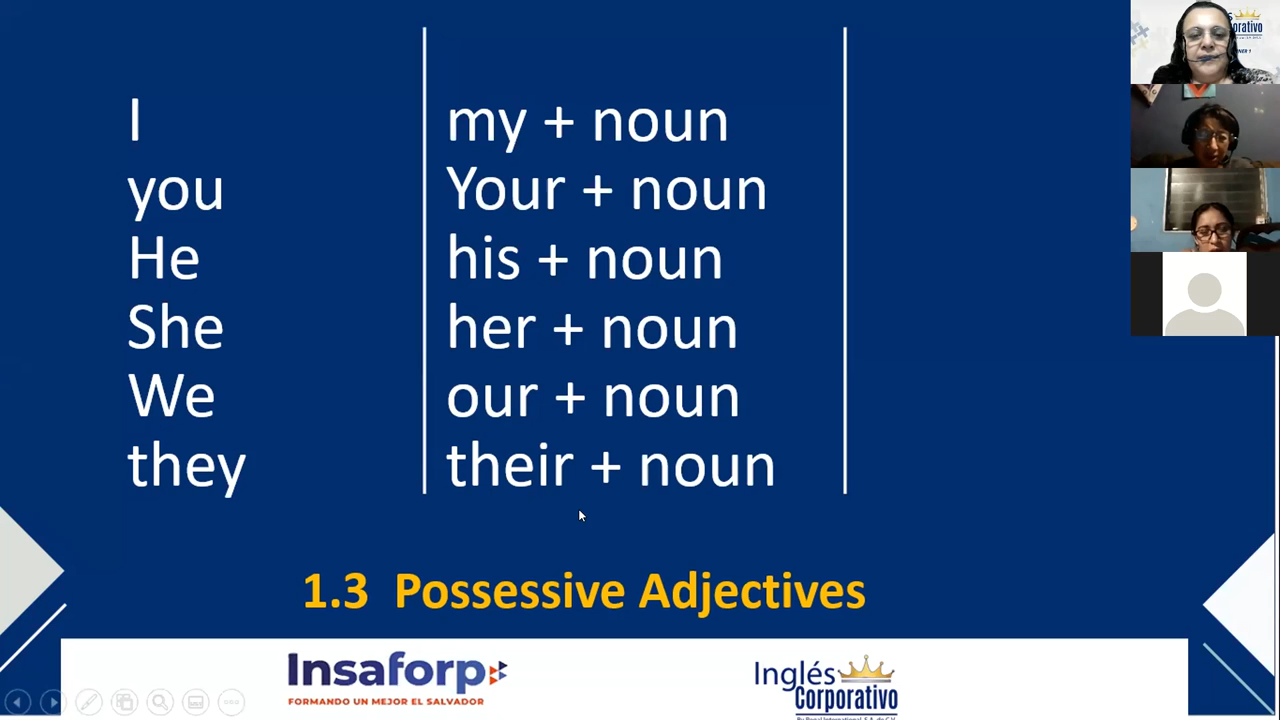 I
my + noun
you
Your + noun
He
his + noun
She
her + noun
We
our + noun
they
their + noun
1.3 Possessive Adjectives
Insaforp
FORMANDO UN MEJOR EL SALVADOR
Inglés
Corporativo